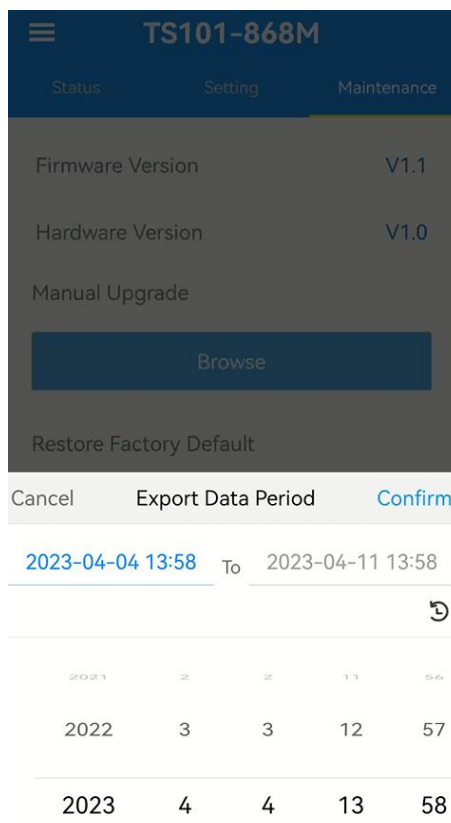 TS101-868M
Status Setting Maintenance
Firmware Version V1.1
Hardware Version V1.0
Manual Upgrade
Browse
Restore Factory Default
Cancel Export Data Period Confirm
2023-04-04 13:58 To 2023-04-11 13:58
2021 2 2 11 56
2022 3 3 12 57
2023 4 4 13 58